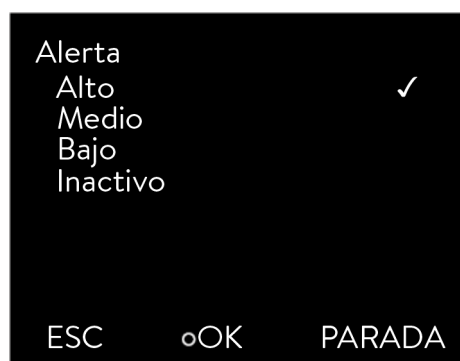 Alerta
Alto ✓
Medio
Bajo
Inactivo
ESC OK PARADA